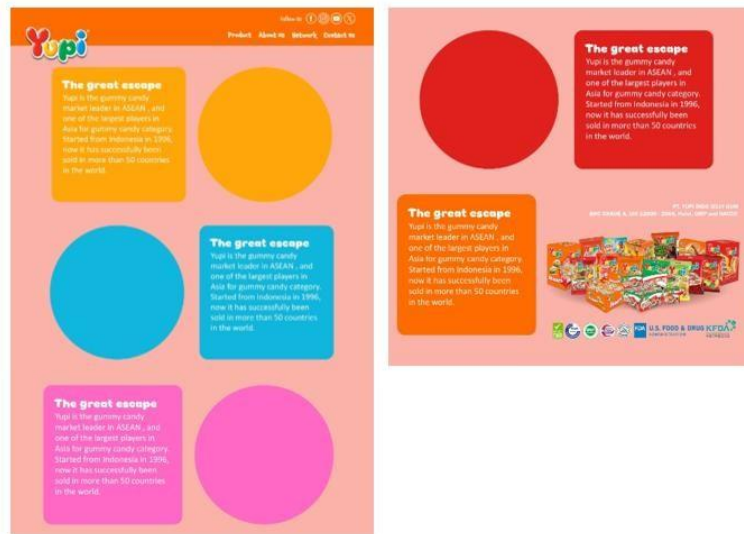 Follow Us
Yupi
Product About Us Network Contact Us
The great escape
Yupi is the gummy candy
market leader in ASEAN , and
one of the largest players in
Asia for gummy candy category.
Started from Indonesia in 1996,
now it has successfully been
sold in more than 50 countries
in the world.
The great escape
Yupi is the gummy candy
market leader in ASEAN , and
one of the largest players in
Asia for gummy candy category.
Started from Indonesia in 1996,
now it has successfully been
sold in more than 50 countries
in the world.
The great escape
Yupi is the gummy candy
market leader in ASEAN , and
one of the largest players in
Asia for gummy candy category.
Started from Indonesia in 1996,
now it has successfully been
sold in more than 50 countries
in the world.
The great escape
Yupi is the gummy candy
market leader in ASEAN , and
one of the largest players in
Asia for gummy candy category.
Started from Indonesia in 1996,
now it has successfully been
sold in more than 50 countries
in the world.
The great escape
Yupi is the gummy candy
market leader in ASEAN , and
one of the largest players in
Asia for gummy candy category.
Started from Indonesia in 1996,
now it has successfully been
sold in more than 50 countries
in the world.
PT. YUPI INDO JELLY GUM
FDA U.S. FOOD & DRUG
ADMINISTRATION
KFDA